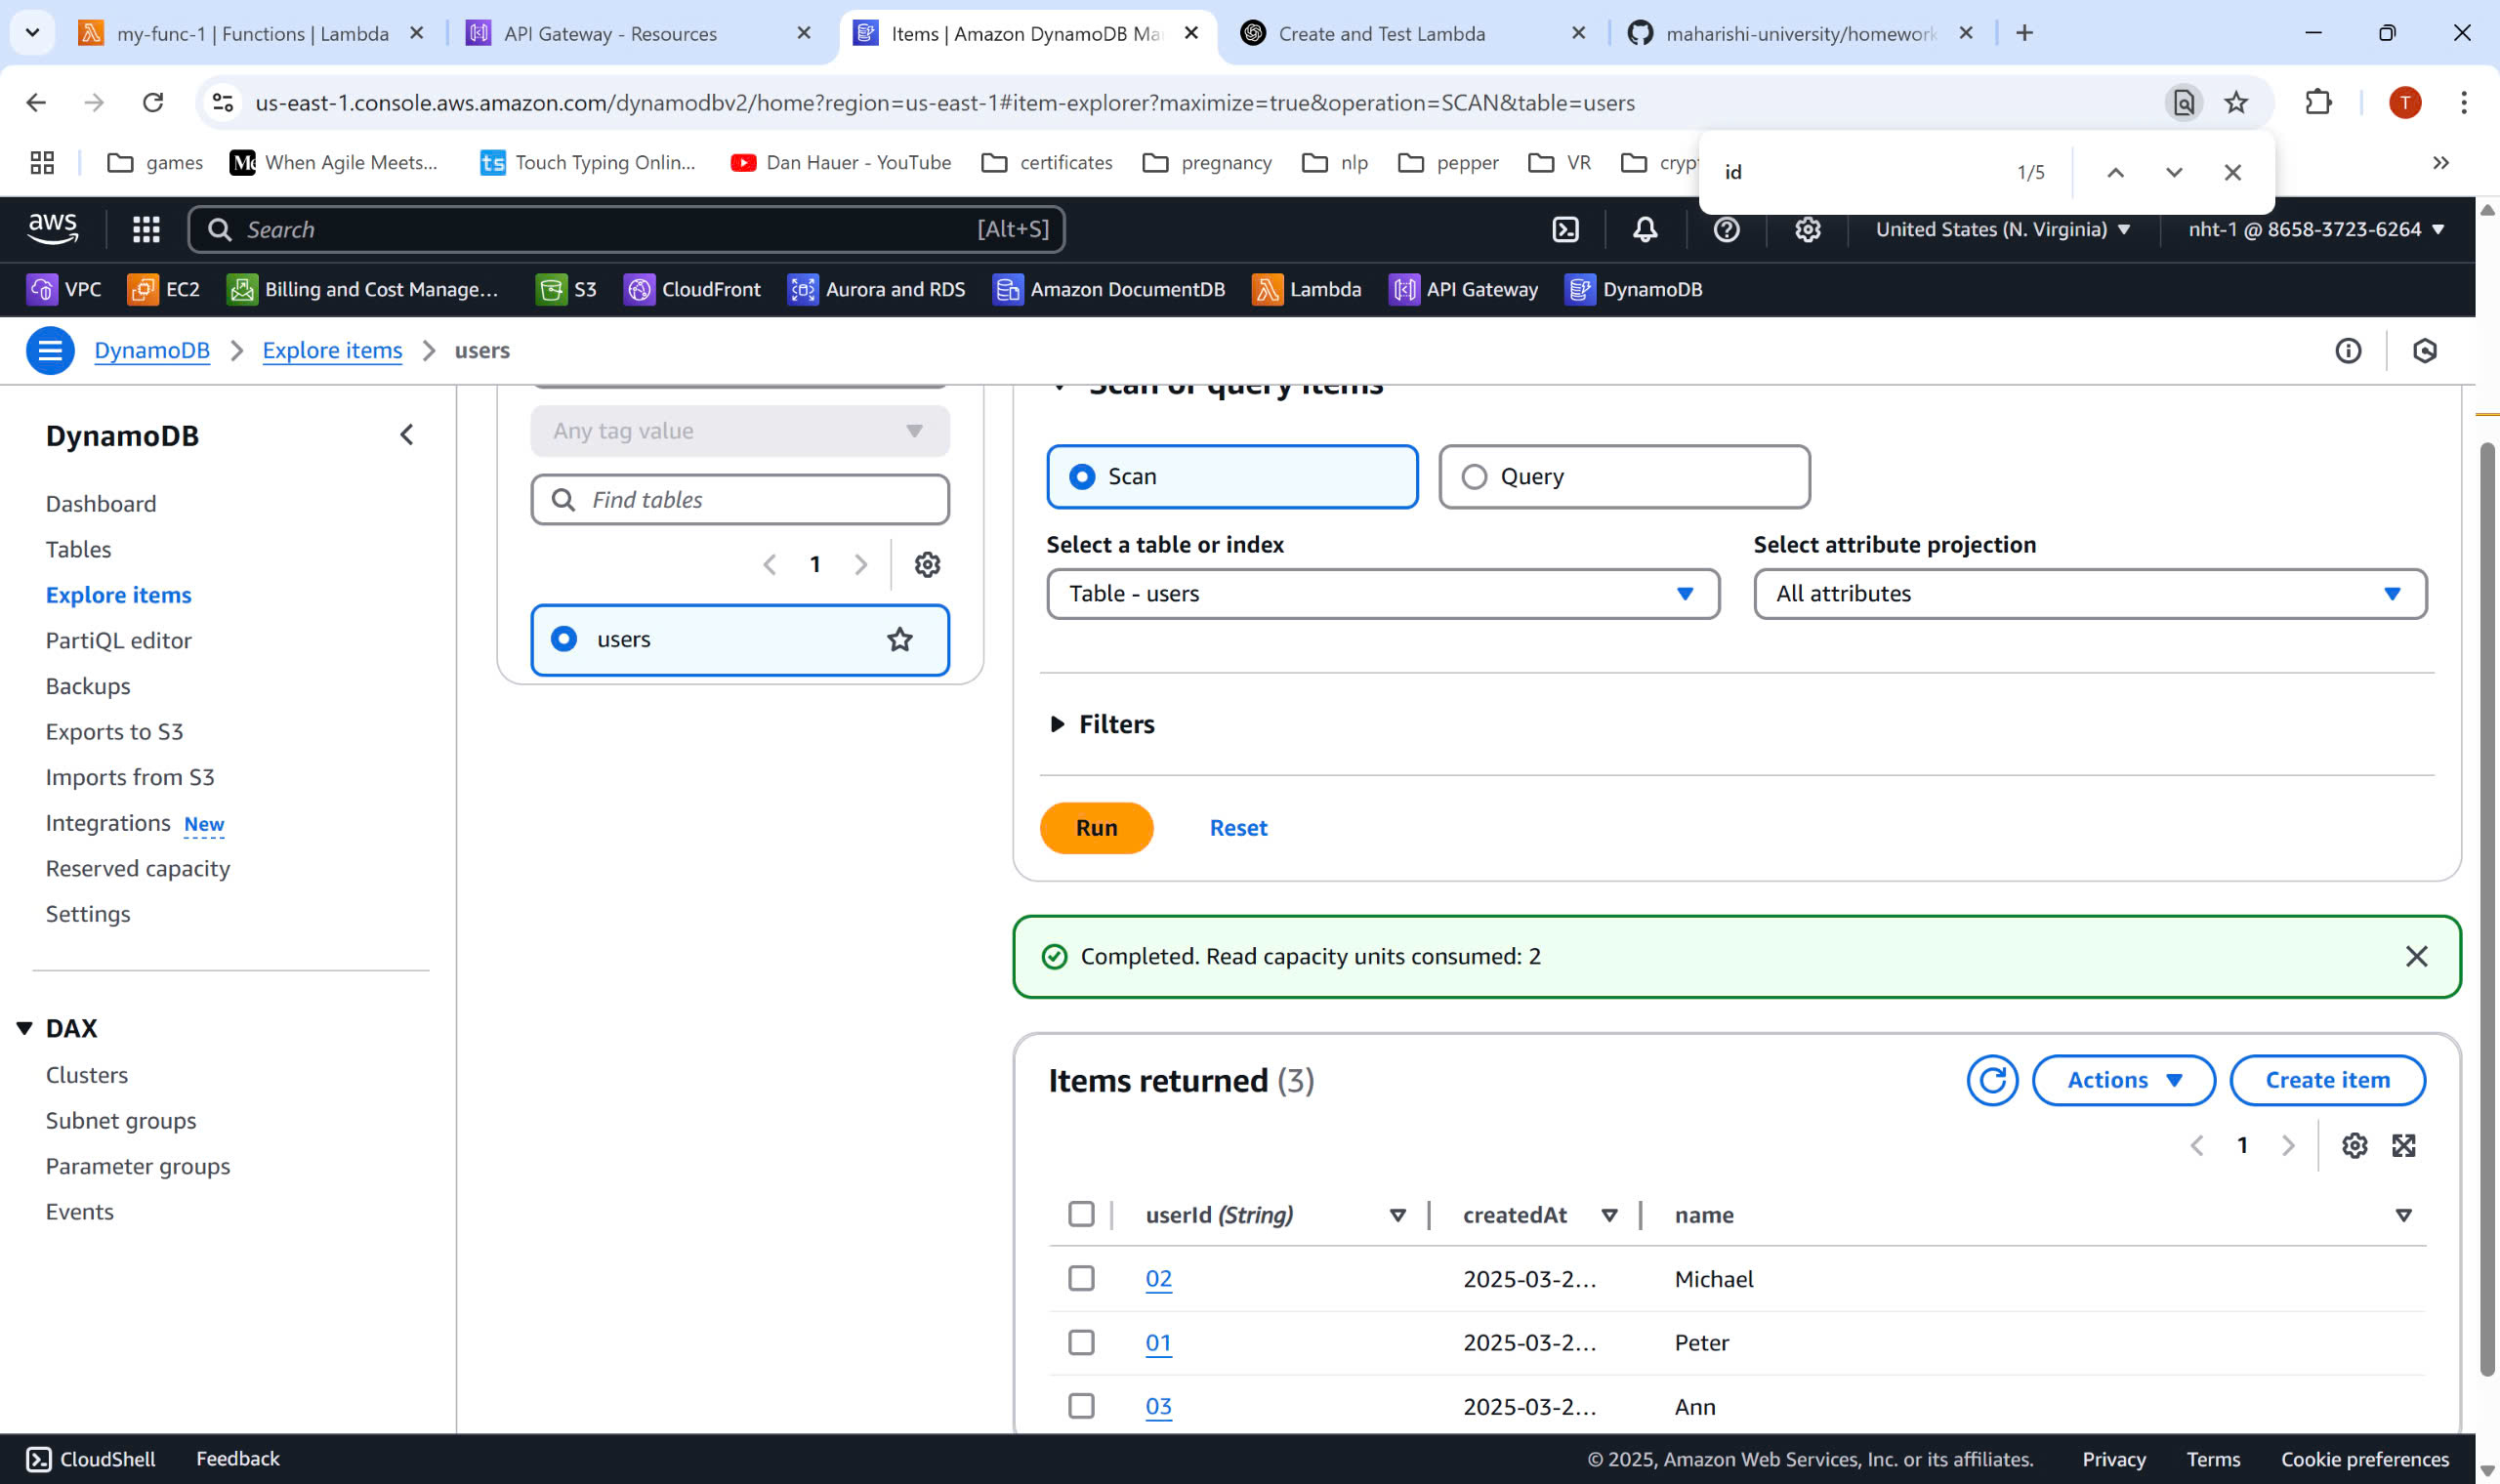 my-func-1 | Functions | Lambda
API Gateway - Resources
Items | Amazon DynamoDB Ma
Create and Test Lambda
maharishi-university/homework
us-east-1.console.aws.amazon.com/dynamodbv2/home?region=us-east-1#item-explorer?maximize=true&operation=SCAN&table=users
T
games
When Agile Meets...
ts Touch Typing Onlin...
Dan Hauer - YouTube
certificates
pregnancy
nlp
pepper
VR
cryp
id
1/5
aws
Search
[Alt+S]
United States (N. Virginia)
nht-1 @ 8658-3723-6264
VPC
EC2
Billing and Cost Manage...
S3
CloudFront
Aurora and RDS
Amazon DocumentDB
Lambda
API Gateway
DynamoDB
DynamoDB
Explore items
users
DynamoDB
Dashboard
Tables
Explore items
PartiQL editor
Backups
Exports to S3
Imports from S3
Integrations New
Reserved capacity
Settings
DAX
Clusters
Subnet groups
Parameter groups
Events
Any tag value
Find tables
1
users
Scan or query items
Scan
Query
Select a table or index
Table - users
Select attribute projection
All attributes
Filters
Run
Reset
Completed. Read capacity units consumed: 2
Items returned (3)
Actions
Create item
1
userId (String)
createdAt
name
02 2025-03-2... Michael
01 2025-03-2... Peter
03 2025-03-2... Ann
CloudShell
Feedback
© 2025, Amazon Web Services, Inc. or its affiliates.
Privacy
Terms
Cookie preferences